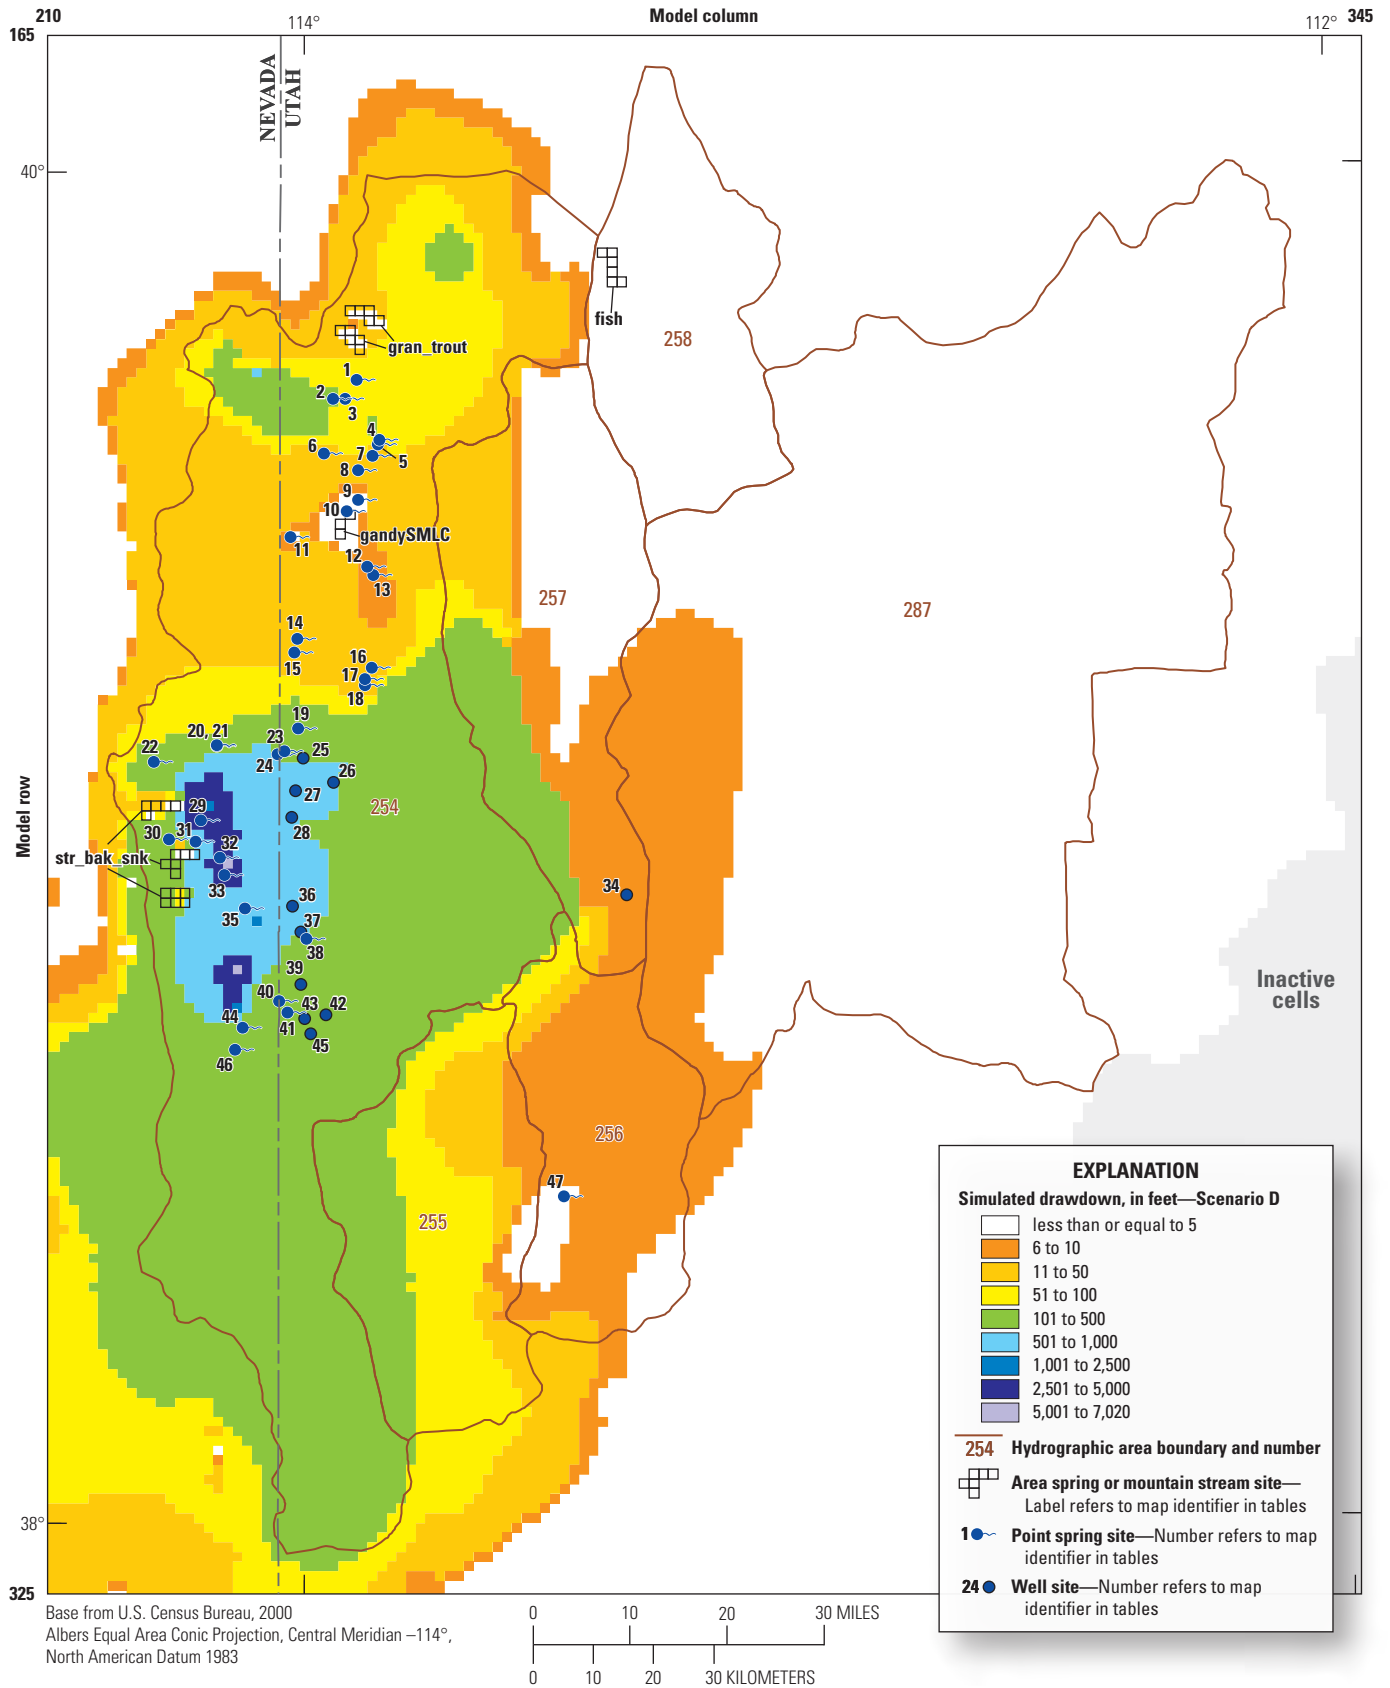 210
Model column
345
114°
112°
165
NEVADA
UTAH
40°
fish
258
gran_trout
1
2
3
4
6
7
5
8
9
10
gandySMLC
11
12
13
257
287
14
15
16
17
18
19
20, 21
22
23
24
25
26
27
254
28
29
30
31
32
str_bak_snk
33
34
35
36
37
38
39
40
43
42
41
44
45
46
Model row
Inactive
cells
256
47
255
38°
325
EXPLANATION
Simulated drawdown, in feet—Scenario D
less than or equal to 5
6 to 10
11 to 50
51 to 100
101 to 500
501 to 1,000
1,001 to 2,500
2,501 to 5,000
5,001 to 7,020
254 Hydrographic area boundary and number
Area spring or mountain stream site—
Label refers to map identifier in tables
1 Point spring site—Number refers to map
identifier in tables
24 Well site—Number refers to map
identifier in tables
Base from U.S. Census Bureau, 2000
Albers Equal Area Conic Projection, Central Meridian –114°,
North American Datum 1983
0 10 20 30 MILES
0 10 20 30 KILOMETERS